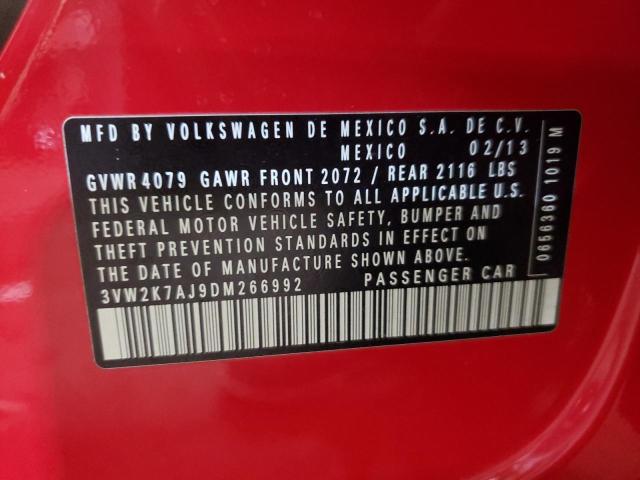 MFD BY VOLKSWAGEN DE MEXICO S.A. DE C.V.
MEXICO 02/13
GVWR 4079 GAWR FRONT 2072 / REAR 2116 LBS
THIS VEHICLE CONFORMS TO ALL APPLICABLE U.S.
FEDERAL MOTOR VEHICLE SAFETY, BUMPER AND
THEFT PREVENTION STANDARDS IN EFFECT ON
THE DATE OF MANUFACTURE SHOWN ABOVE.
3VW2K7AJ9DM266992 PASSENGER CAR
0656360 1019 M